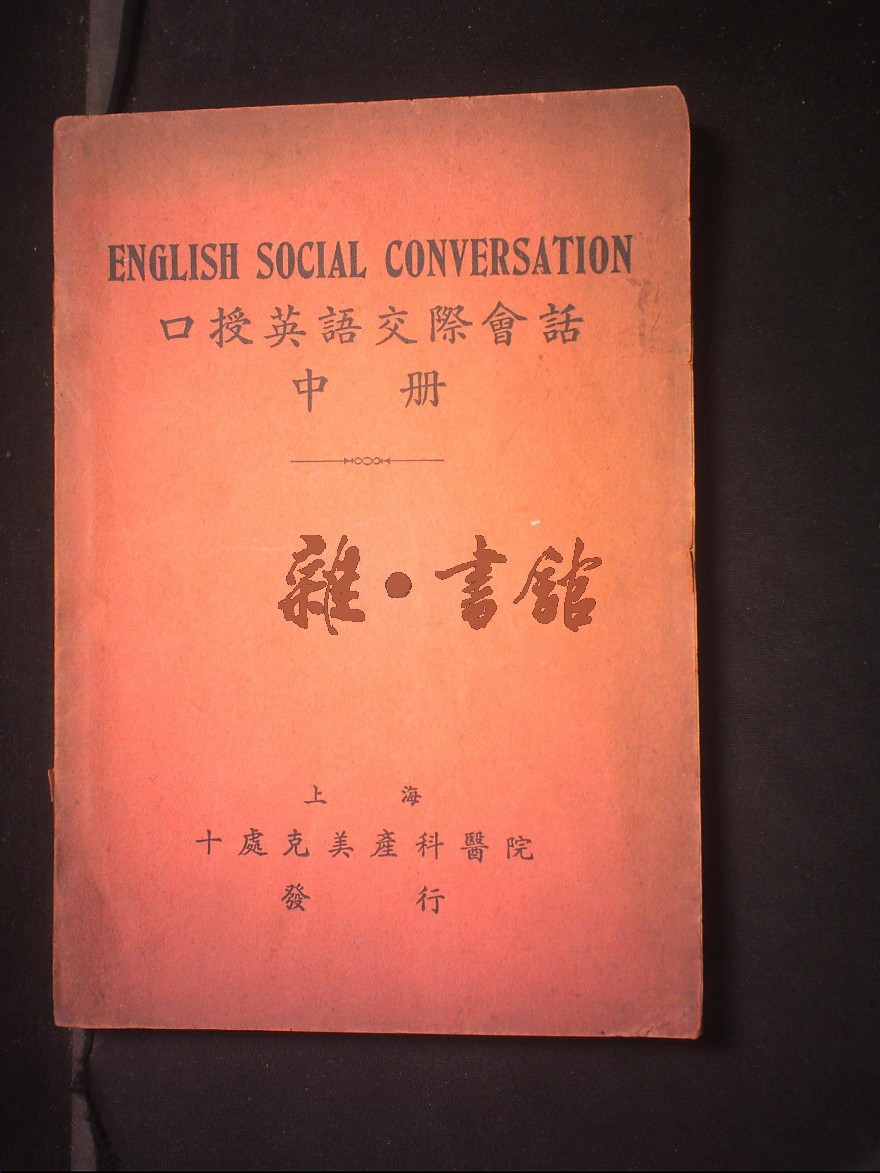 ENGLISH SOCIAL CONVERSATION
口授英語交際會話
中册
雜·書館
上海
十處克美產科醫院
發行